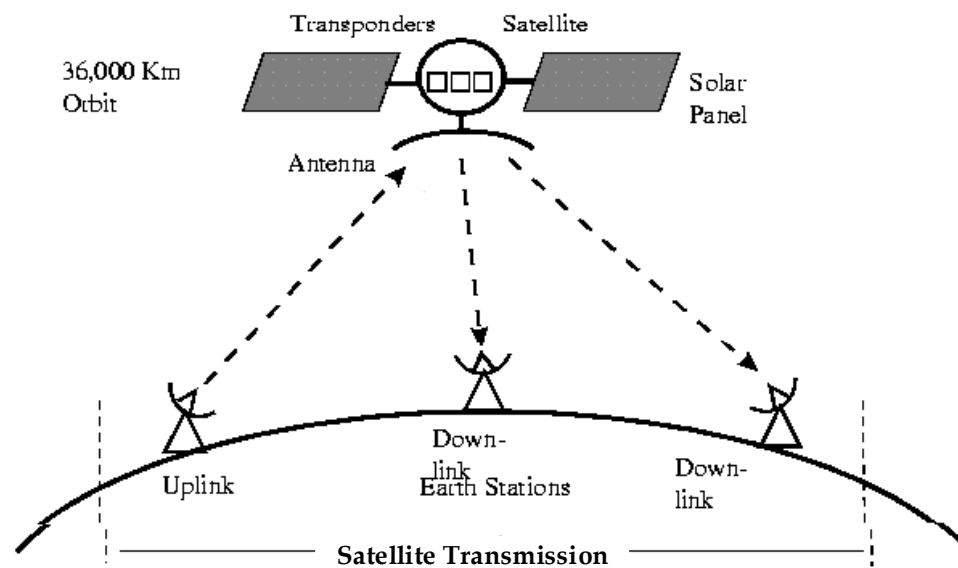 Transponders
Satellite
36,000 Km
Orbit
Solar
Panel
Antenna
Down-
link
Uplink
Earth Stations
Down-
link
Satellite Transmission